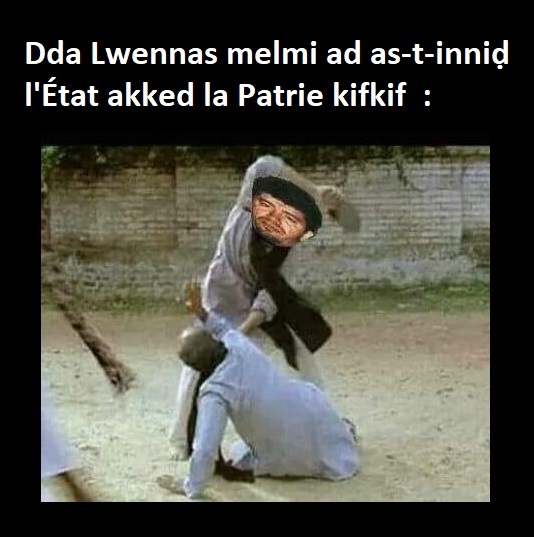 Dda Lwennas melmi ad as-t-inniḍ
l'État akked la Patrie kifkif :